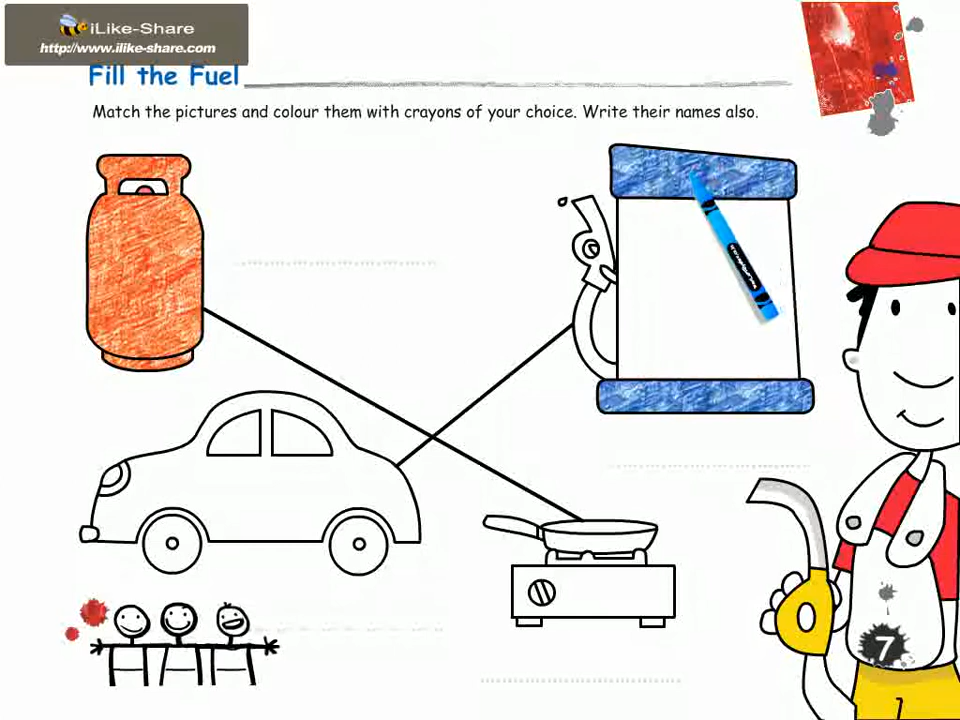 iLike-Share
http://www.ilike-share.com
Fill the Fuel
Match the pictures and colour them with crayons of your choice. Write their names also.
7